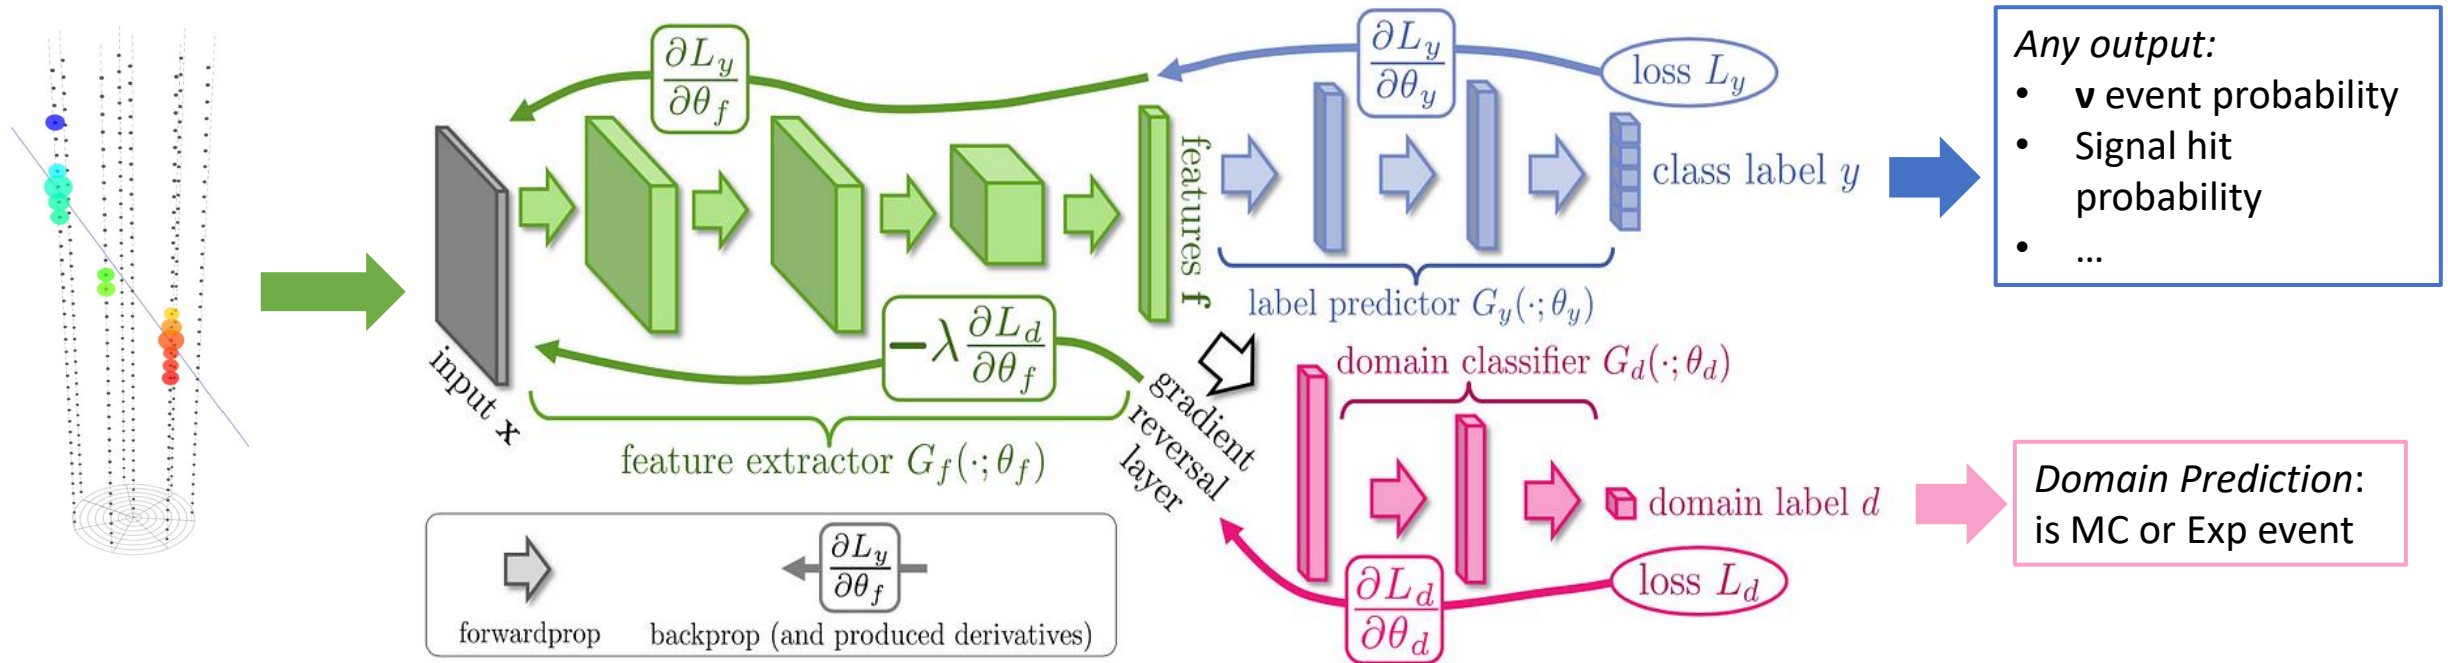 ∂L_y
∂θ_f
∂L_y
∂θ_y
loss L_y
Any output:
• ν event probability
• Signal hit
probability
• ...
features f
class label y
label predictor G_y(·; θ_y)
−λ ∂L_d
∂θ_f
input x
feature extractor G_f(·; θ_f)
gradient
reversal
layer
domain classifier G_d(·; θ_d)
domain label d
Domain Prediction:
is MC or Exp event
loss L_d
∂L_d
∂θ_d
∂L_y
∂θ_f
forwardprop
backprop (and produced derivatives)